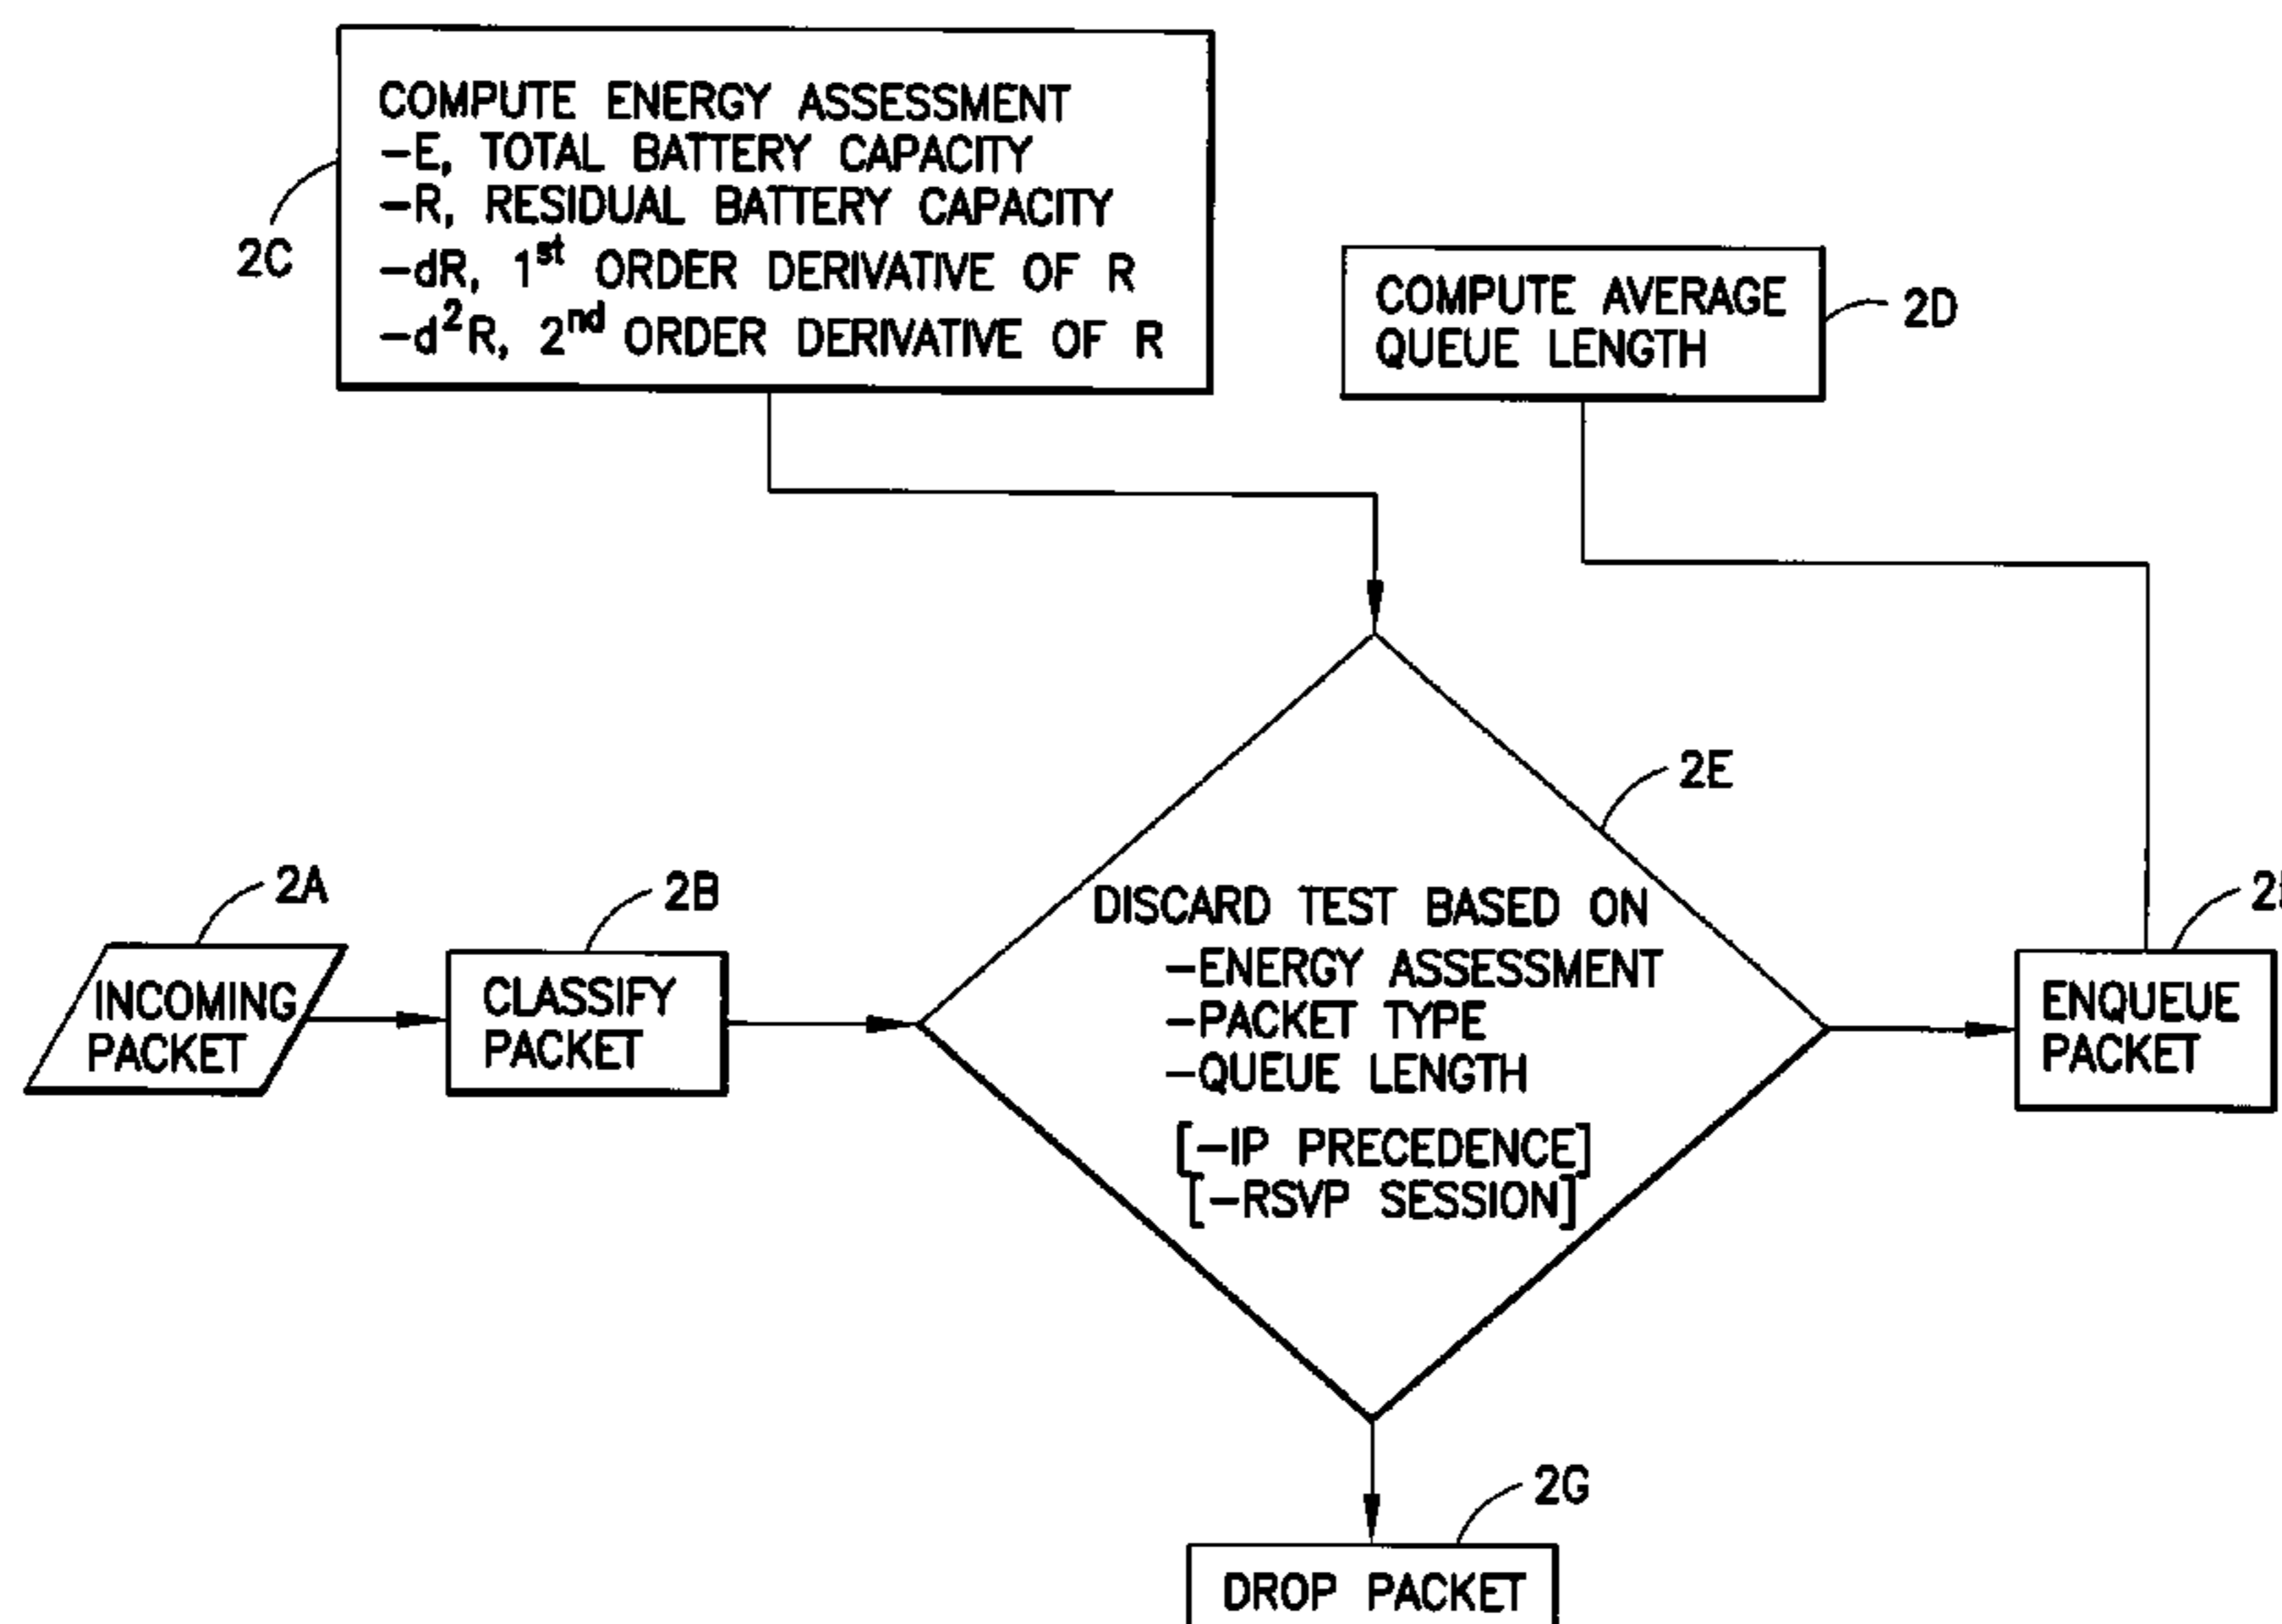 COMPUTE ENERGY ASSESSMENT
-E, TOTAL BATTERY CAPACITY
-R, RESIDUAL BATTERY CAPACITY
-dR, 1st ORDER DERIVATIVE OF R
-d²R, 2nd ORDER DERIVATIVE OF R
2C
COMPUTE AVERAGE
QUEUE LENGTH
2D
2E
2A
INCOMING
PACKET
2B
CLASSIFY
PACKET
DISCARD TEST BASED ON
-ENERGY ASSESSMENT
-PACKET TYPE
-QUEUE LENGTH
[-IP PRECEDENCE]
[-RSVP SESSION]
ENQUEUE
PACKET
2G
DROP PACKET